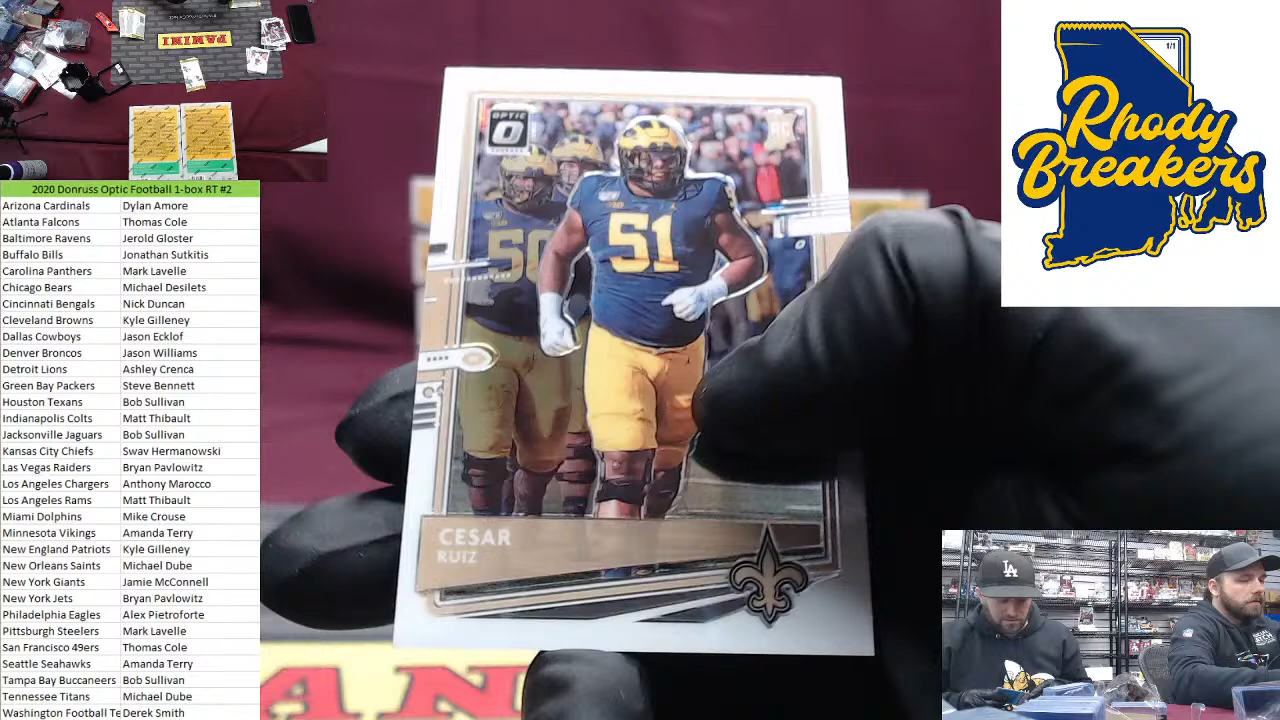 PANINI
2020 Donruss Optic Football 1-box RT #2
Arizona Cardinals Dylan Amore
Atlanta Falcons Thomas Cole
Baltimore Ravens Jerold Gloster
Buffalo Bills Jonathan Sutkitis
Carolina Panthers Mark Lavelle
Chicago Bears Michael Desilets
Cincinnati Bengals Nick Duncan
Cleveland Browns Kyle Gilleney
Dallas Cowboys Jason Ecklof
Denver Broncos Jason Williams
Detroit Lions Ashley Crenca
Green Bay Packers Steve Bennett
Houston Texans Bob Sullivan
Indianapolis Colts Matt Thibault
Jacksonville Jaguars Bob Sullivan
Kansas City Chiefs Swav Hermanowski
Las Vegas Raiders Bryan Pavlowitz
Los Angeles Chargers Anthony Marocco
Los Angeles Rams Matt Thibault
Miami Dolphins Mike Crouse
Minnesota Vikings Amanda Terry
New England Patriots Kyle Gilleney
New Orleans Saints Michael Dube
New York Giants Jamie McConnell
New York Jets Bryan Pavlowitz
Philadelphia Eagles Alex Pietroforte
Pittsburgh Steelers Mark Lavelle
San Francisco 49ers Thomas Cole
Seattle Seahawks Amanda Terry
Tampa Bay Buccaneers Bob Sullivan
Tennessee Titans Michael Dube
Washington Football Te Derek Smith
OPTIC
RC
50
51
CESAR
RUIZ
1/1
Rhody
Breakers
LA